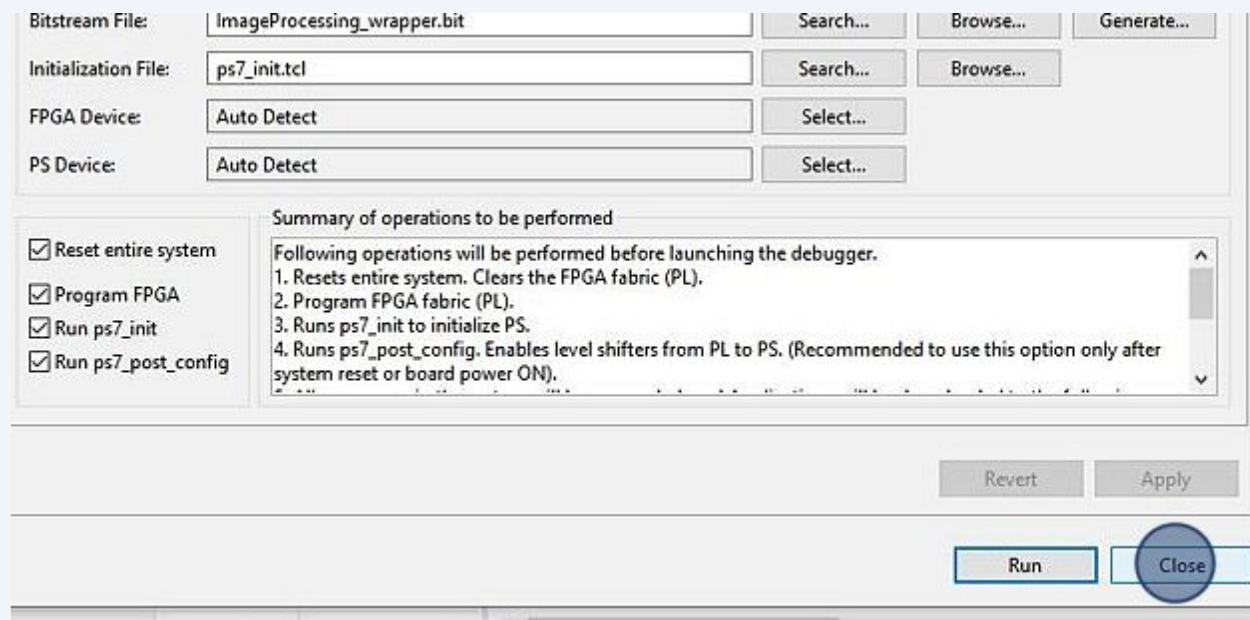 Bitstream File: ImageProcessing_wrapper.bit Search... Browse... Generate...
Initialization File: ps7_init.tcl Search... Browse...
FPGA Device: Auto Detect Select...
PS Device: Auto Detect Select...
Summary of operations to be performed
Reset entire system
Program FPGA
Run ps7_init
Run ps7_post_config
Following operations will be performed before launching the debugger.
1. Resets entire system. Clears the FPGA fabric (PL).
2. Program FPGA fabric (PL).
3. Runs ps7_init to initialize PS.
4. Runs ps7_post_config. Enables level shifters from PL to PS. (Recommended to use this option only after
system reset or board power ON).
Revert Apply
Run Close